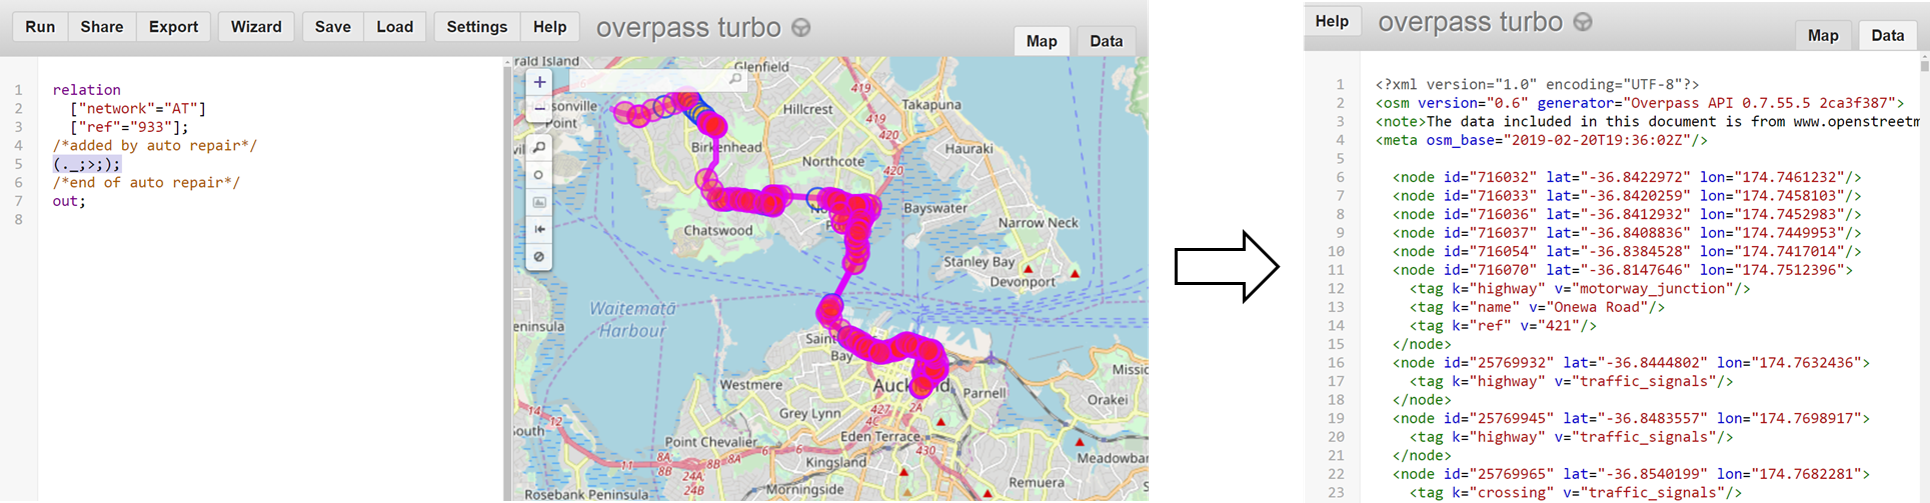 Run Share Export Wizard Save Load Settings Help overpass turbo
Map Data
1 relation
2 ["network"="AT"]
3 ["ref"="933"];
4 /*added by auto repair*/
5 (._;>;);
6 /*end of auto repair*/
7 out;
8
+
−
rald Island
Glenfield
Hobsonville
Point
Hillcrest
419
Takapuna
419
420
Birkenhead
Hauraki
Northcote
420
Bayswater
Narrow Neck
Chatswood
Stanley Bay
Devonport
Waitematā
Harbour
eninsula
Saint
Bay
Westmere
Auckland
Parnell
Missio
Orakei
Grey Lynn
427
2A
14
12
outh
Point Chevalier
Eden Terrace
430
Meadowban
11
8A
8A
8B
8B
24A
24B
Kingsland
Remuera
Rosebank Peninsula
Morningside
Help overpass turbo
Map Data
1 <?xml version="1.0" encoding="UTF-8"?>
2 <osm version="0.6" generator="Overpass API 0.7.55.5 2ca3f387">
3 <note>The data included in this document is from www.openstreetm
4 <meta osm_base="2019-02-20T19:36:02Z"/>
5
6 <node id="716032" lat="-36.8422972" lon="174.7461232"/>
7 <node id="716033" lat="-36.8420259" lon="174.7458103"/>
8 <node id="716036" lat="-36.8412932" lon="174.7452983"/>
9 <node id="716037" lat="-36.8408836" lon="174.7449953"/>
10 <node id="716054" lat="-36.8384528" lon="174.7417014"/>
11 <node id="716070" lat="-36.8147646" lon="174.7512396">
12 <tag k="highway" v="motorway_junction"/>
13 <tag k="name" v="Onewa Road"/>
14 <tag k="ref" v="421"/>
15 </node>
16 <node id="25769932" lat="-36.8444802" lon="174.7632436">
17 <tag k="highway" v="traffic_signals"/>
18 </node>
19 <node id="25769945" lat="-36.8483557" lon="174.7698917">
20 <tag k="highway" v="traffic_signals"/>
21 </node>
22 <node id="25769965" lat="-36.8540199" lon="174.7682281">
23 <tag k="crossing" v="traffic_signals"/>